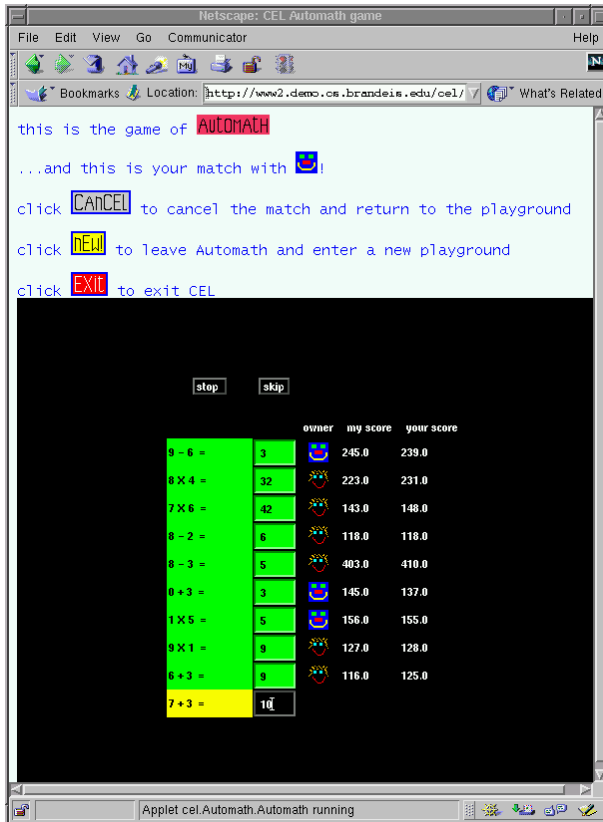 Netscape: CEL Automath game
File Edit View Go Communicator Help
My N
Bookmarks Location: http://www2.demo.cs.brandeis.edu/cel/ What's Related
this is the game of AUTOMATH
...and this is your match with !
click CANCEL to cancel the match and return to the playground
click NEW! to leave Automath and enter a new playground
click EXIT to exit CEL
stop skip
owner my score your score
9 - 6 = 3 245.0 239.0
8 X 4 = 32 223.0 231.0
7 X 6 = 42 143.0 148.0
8 - 2 = 6 118.0 118.0
8 - 3 = 5 403.0 410.0
0 + 3 = 3 145.0 137.0
1 X 5 = 5 156.0 155.0
9 X 1 = 9 127.0 128.0
6 + 3 = 9 116.0 125.0
7 + 3 = 10
Applet cel.Automath.Automath running